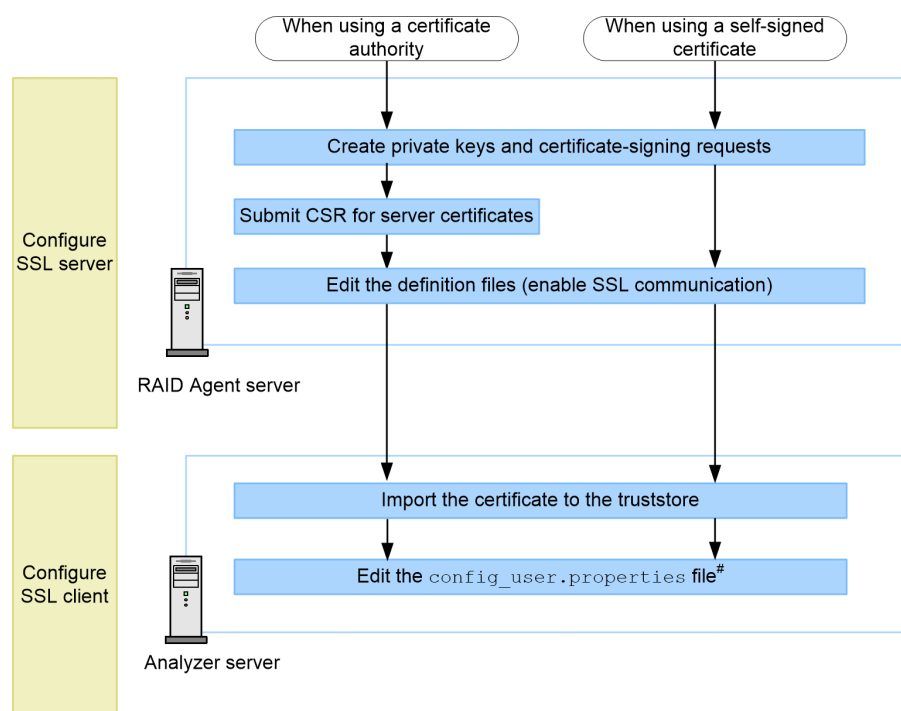 When using a certificate
authority
When using a self-signed
certificate
Create private keys and certificate-signing requests
Submit CSR for server certificates
Configure
SSL server
Edit the definition files (enable SSL communication)
RAID Agent server
Import the certificate to the truststore
Configure
SSL client
Edit the config_user.properties file#
Analyzer server